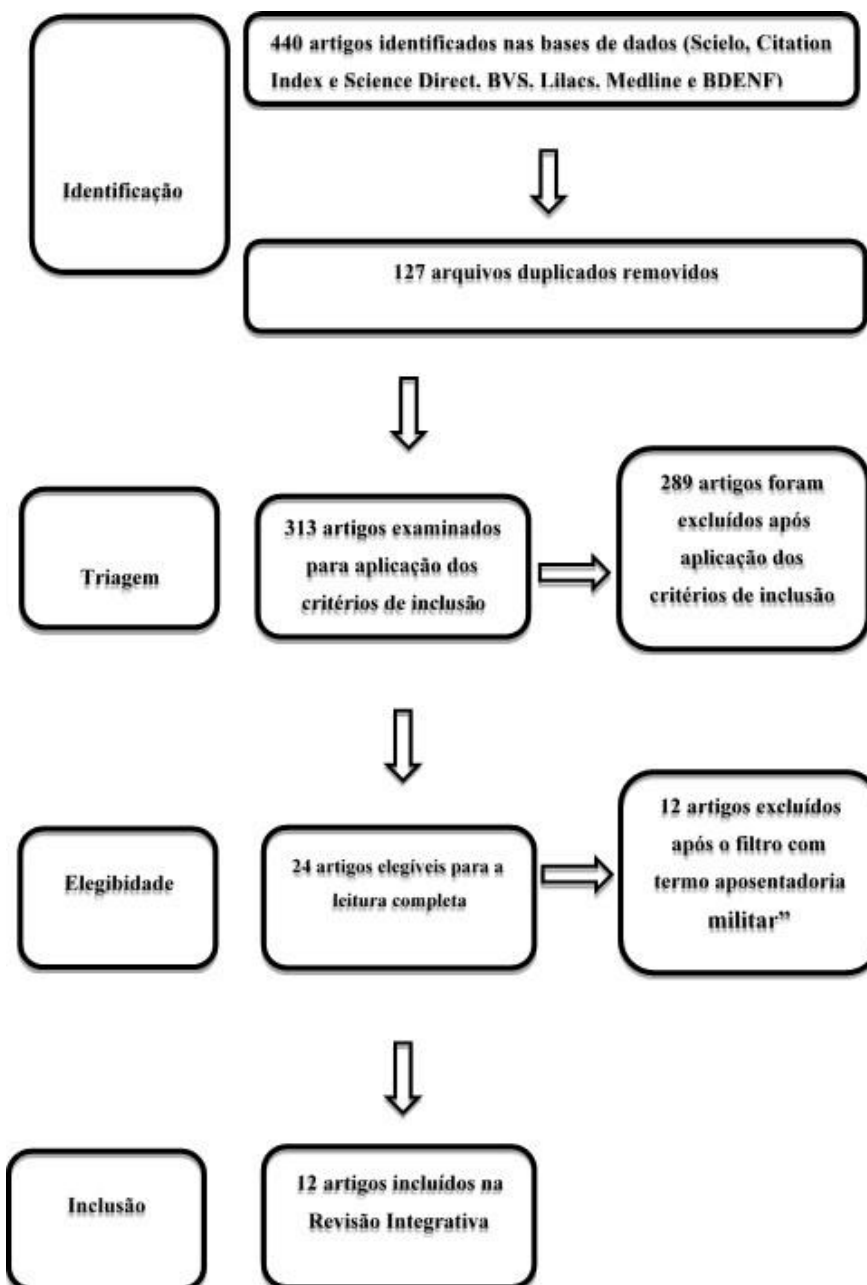 440 artigos identificados nas bases de dados (Scielo, Citation
Index e Science Direct, BVS, Lilacs, Medline e BDENF)
Identificação
127 arquivos duplicados removidos
289 artigos foram
excluídos após
aplicação dos
critérios de inclusão
313 artigos examinados
para aplicação dos
critérios de inclusão
Triagem
12 artigos excluídos
após o filtro com
termo aposentadoria
militar”
24 artigos elegíveis para a
leitura completa
Elegibidade
12 artigos incluídos na
Revisão Integrativa
Inclusão